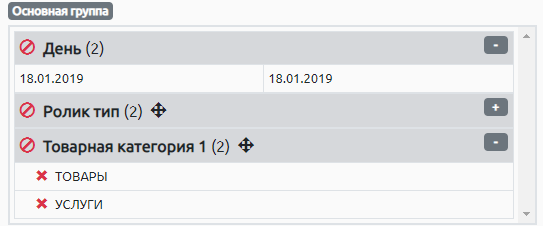 Основная группа
День (2)
-
18.01.2019 18.01.2019
Ролик тип (2)
+
Товарная категория 1 (2)
-
ТОВАРЫ
УСЛУГИ